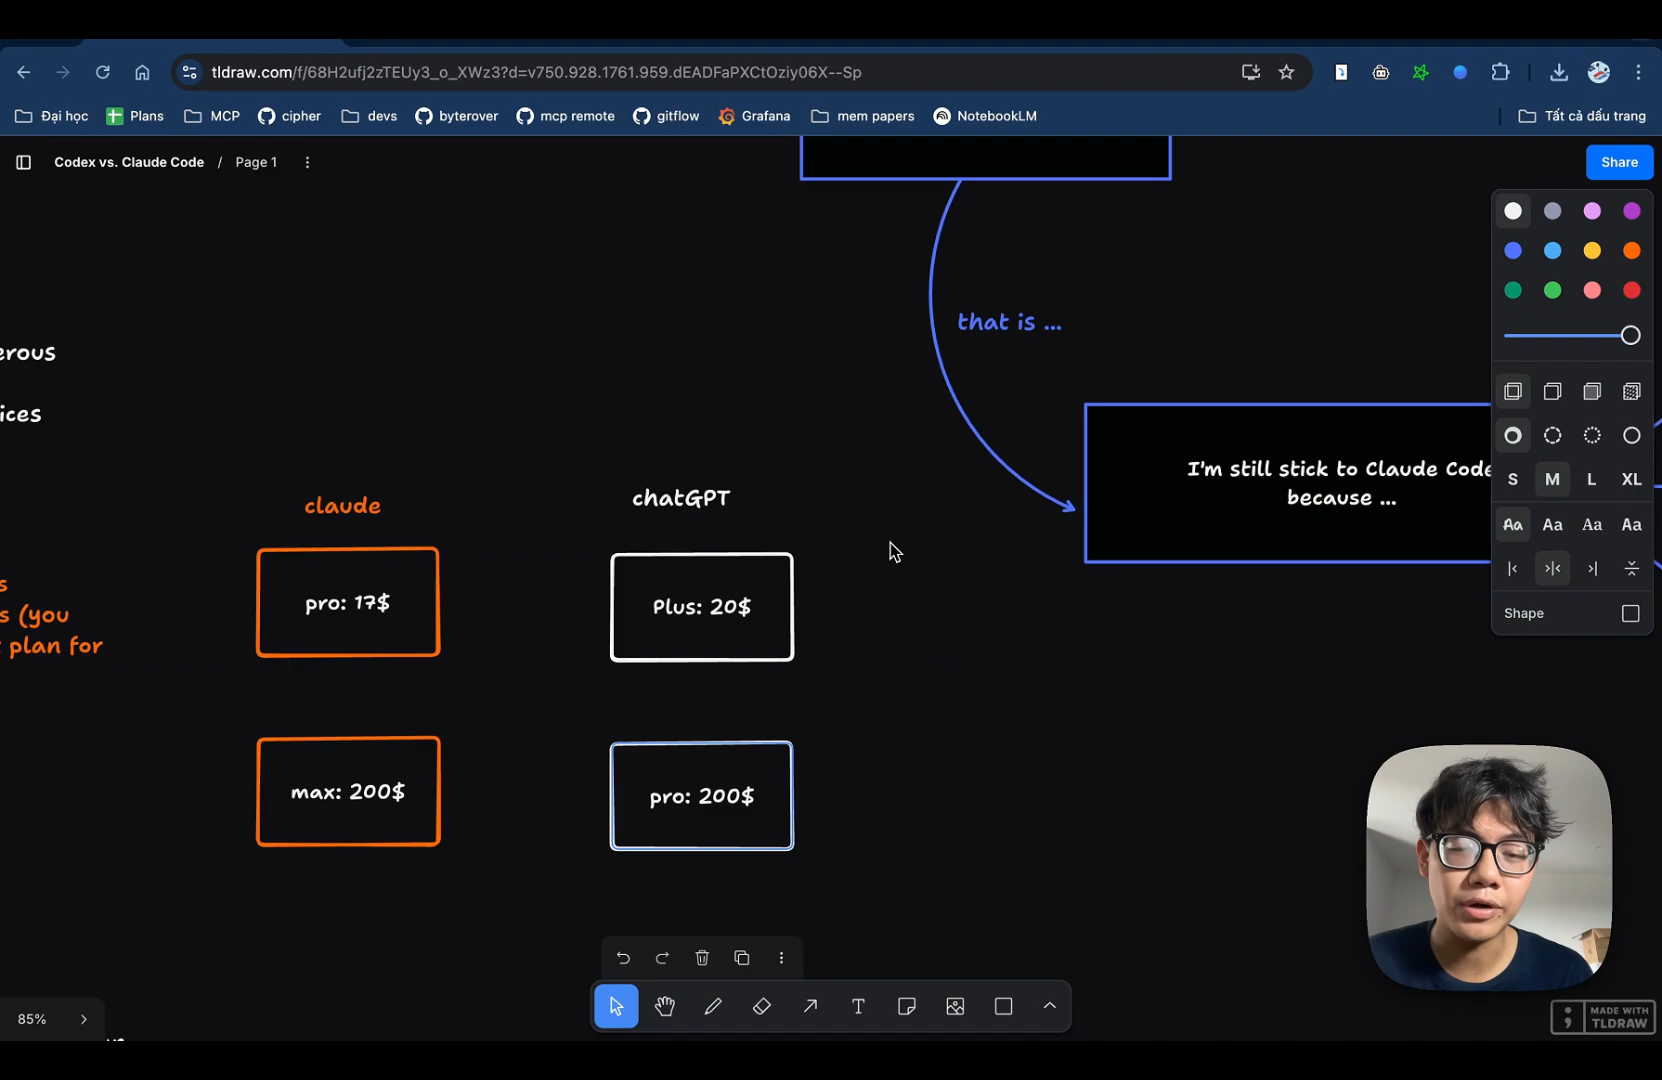 tldraw.com/f/68H2ufj2zTEUy3_o_XWz3?d=v750.928.1761.959.dEADFaPXCtOziy06X--Sp
Đại học
Plans
MCP
cipher
devs
byterover
mcp remote
gitflow
Grafana
mem papers
NotebookLM
Tất cả dấu trang
Codex vs. Claude Code / Page 1
Share
that is ...
erous
ices
I'm still stick to Claude Code
because ...
claude
chatGPT
pro: 17$
Plus: 20$
s
s (you
t plan for
max: 200$
pro: 200$
S M L XL
Aa Aa Aa Aa
Shape
85%
MADE WITH
TLDRAW